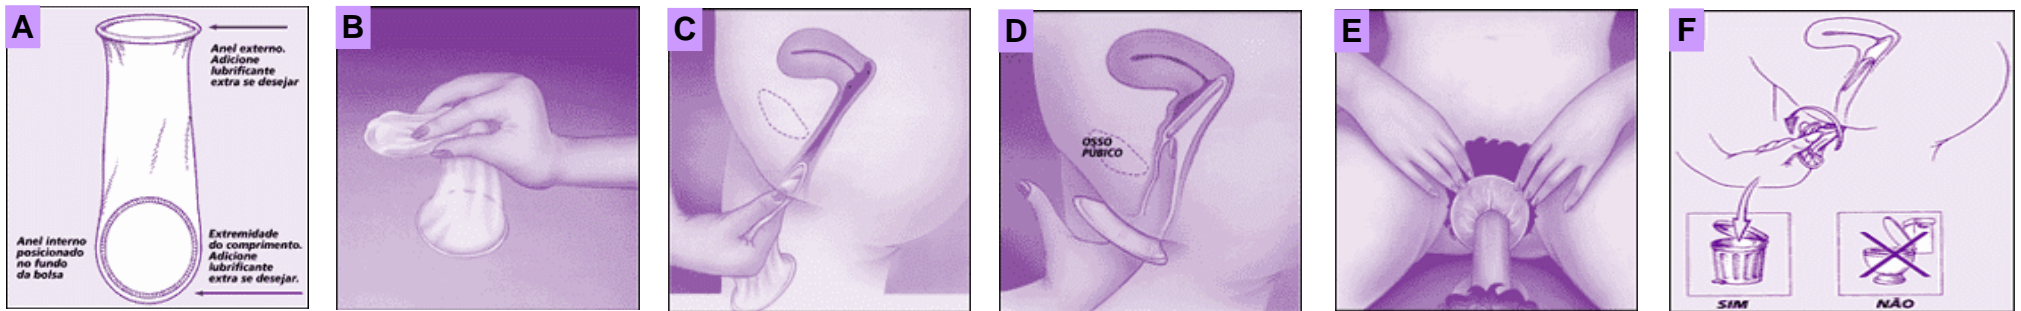 A
Anel externo.
Adicione
lubrificante
extra se desejar
Anel interno
posicionado
no fundo
da bolsa
Extremidade
do comprimento.
Adicione
lubrificante
extra se desejar.
B
C
D
OSSO
PÚBICO
E
F
SIM
NÃO